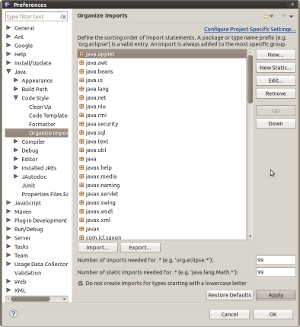 Preferences
type filter text
Organize Imports
General
Ant
Google
Help
Install/Update
Java
Appearance
Build Path
Code Style
Clean Up
Code Template
Formatter
Organize Impor
Compiler
Debug
Editor
Installed JREs
JAutodoc
JUnit
Properties Files E
JavaScript
Maven
Plug-in Development
Run/Debug
Server
Tasks
Team
Usage Data Collector
Validation
Web
XML
Configure Project Specific Settings...
Define the sorting order of import statements. A package or type name prefix (e.g.
'org.eclipse') is a valid entry. An import is always added to the most specific group.
java.applet
java.awt
java.beans
java.io
java.lang
java.net
java.nio
java.rmi
java.security
java.sql
java.text
java.util
java
javax.help
javax.media
javax.naming
javax.servlet
javax.swing
javax.wsdl
javax.xml
javax
com.icl.saxon
New...
New Static...
Edit...
Remove
Up
Down
Import...
Export...
Number of imports needed for .* (e.g. 'org.eclipse.*'):
99
Number of static imports needed for .* (e.g. 'java.lang.Math.*'):
99
Do not create imports for types starting with a lowercase letter
Restore Defaults
Apply
Cancel
OK